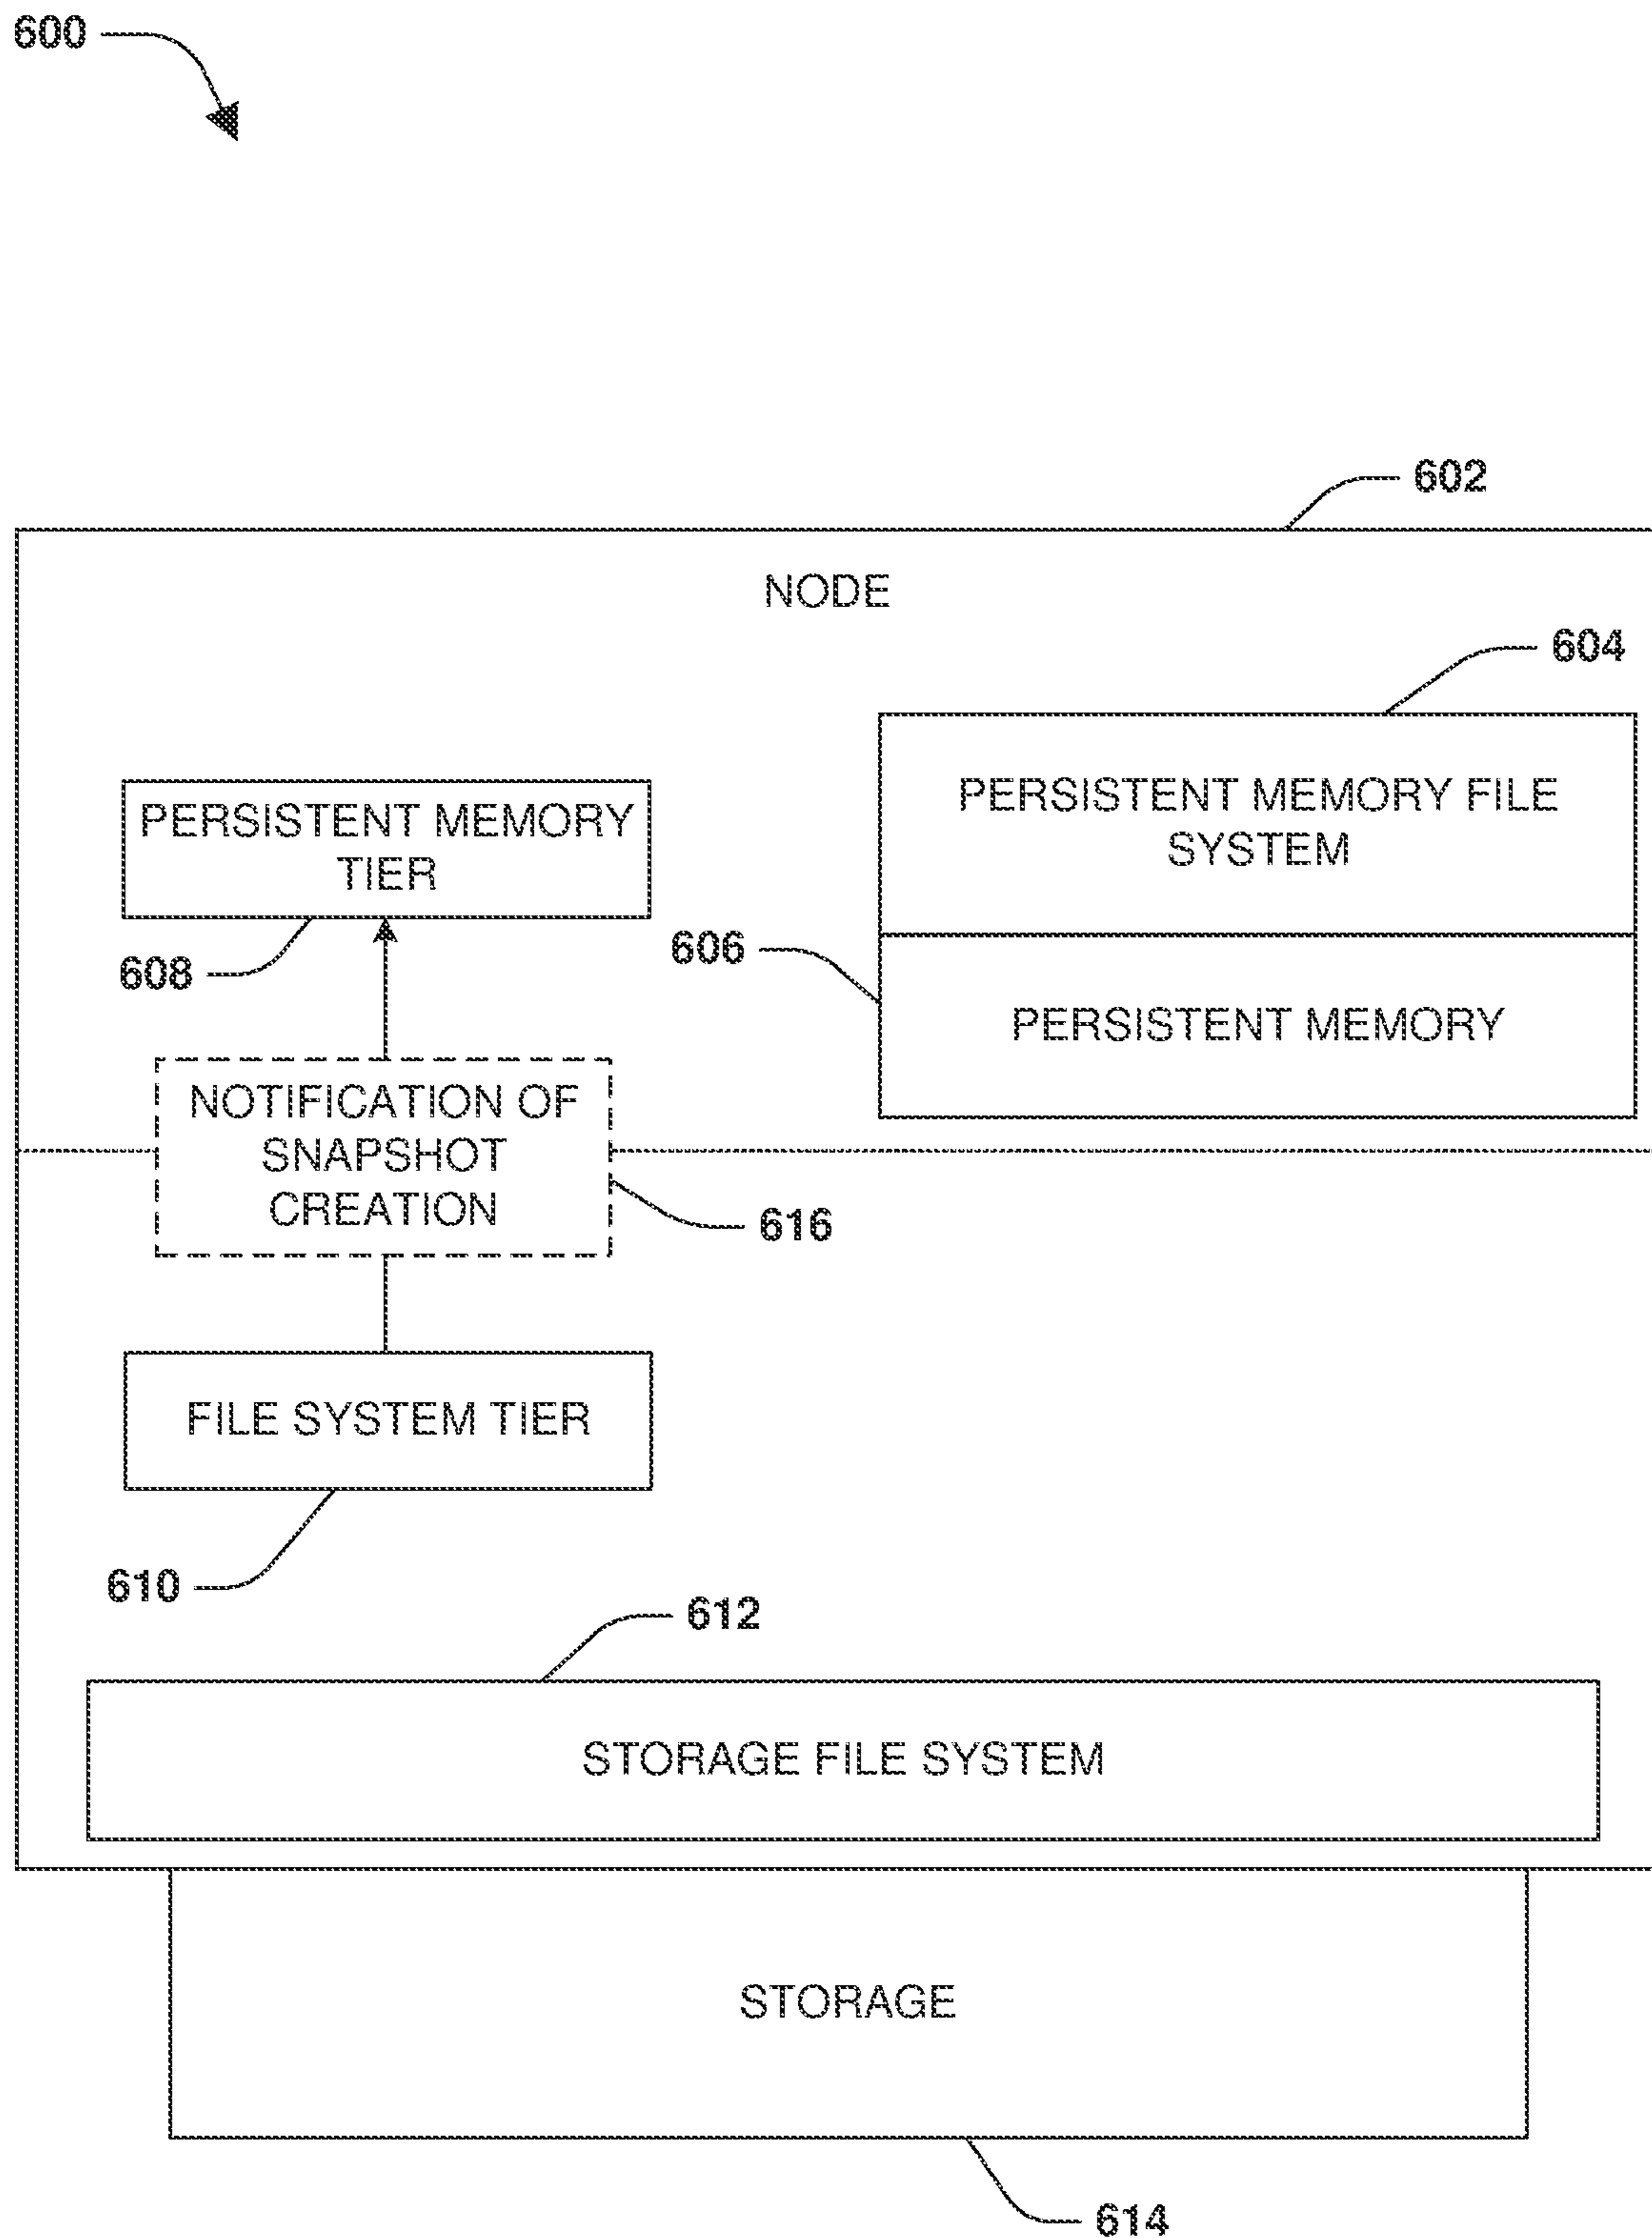 600
602
NODE
604
PERSISTENT MEMORY FILE
SYSTEM
PERSISTENT MEMORY
TIER
606
608
PERSISTENT MEMORY
NOTIFICATION OF
SNAPSHOT
CREATION
616
FILE SYSTEM TIER
610
612
STORAGE FILE SYSTEM
STORAGE
614